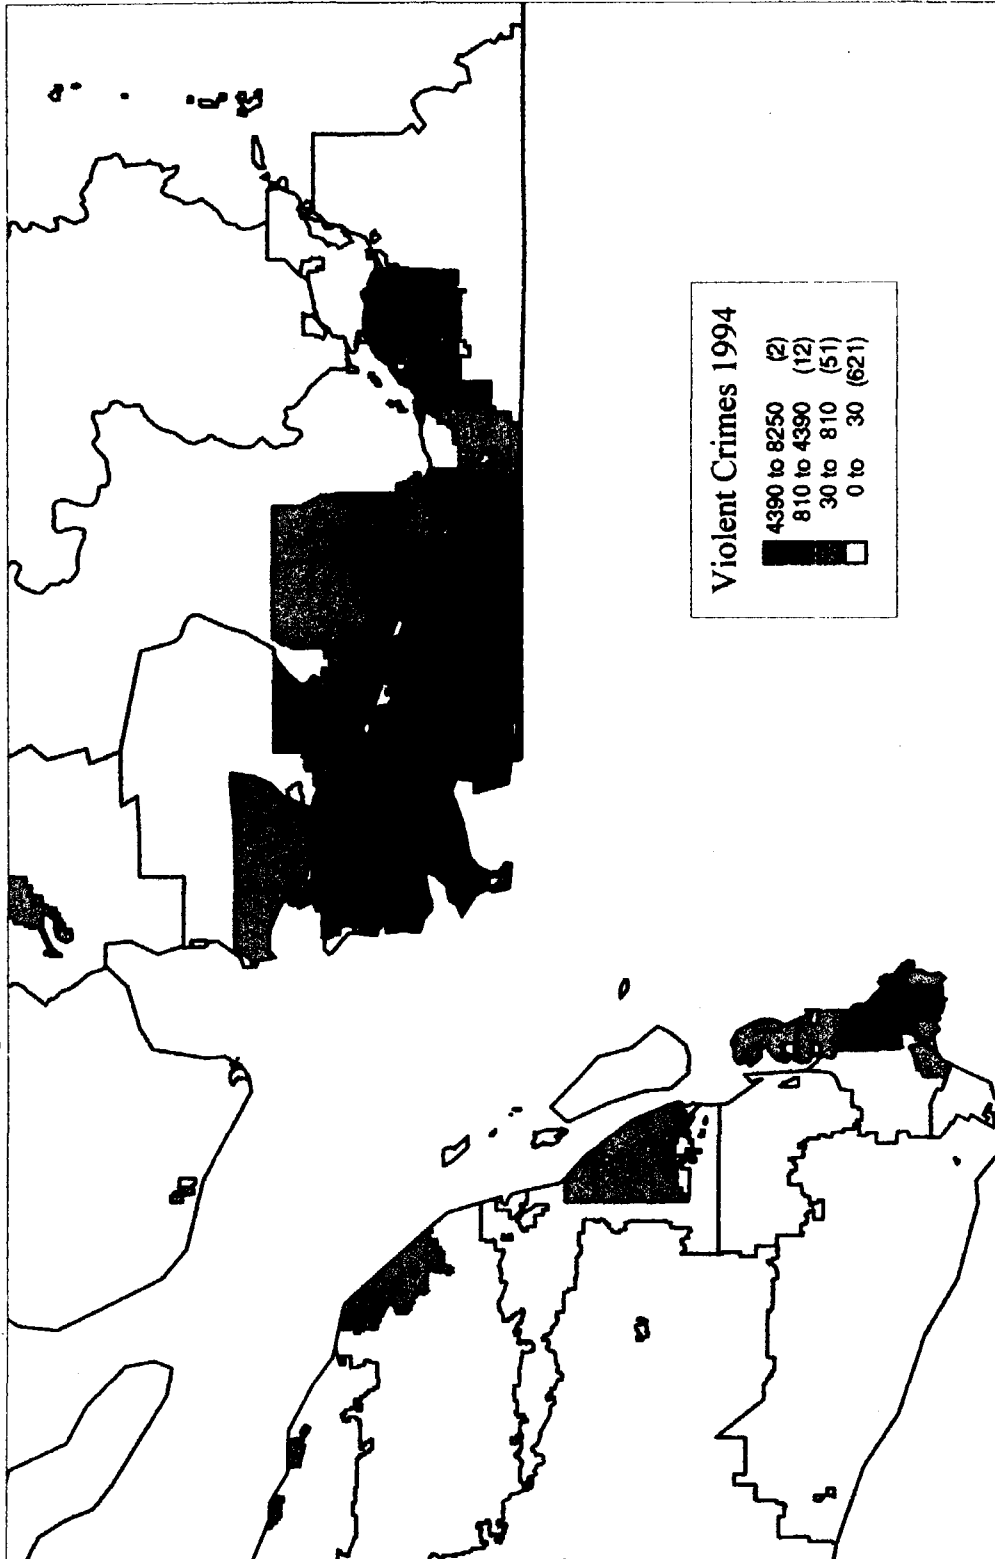 Violent Crimes 1994
4390 to 8250 (2)
810 to 4390 (12)
30 to 810 (51)
0 to 30 (621)